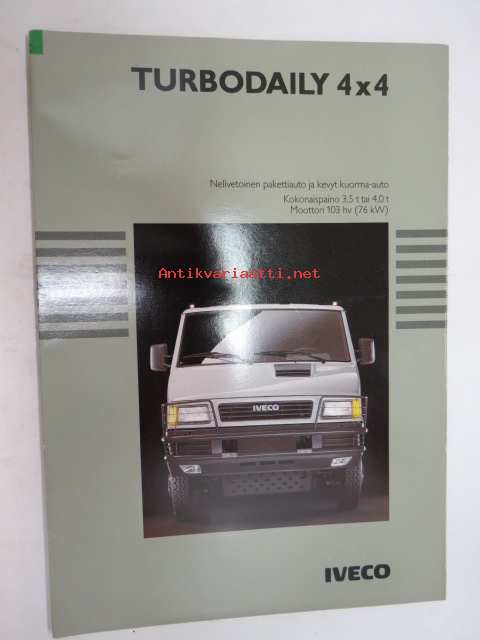 TURBODAILY 4x4
Nelivetoinen pakettiauto ja kevyt kuorma-auto
Kokonaispaino 3,5 t tai 4,0 t
Moottori 103 hv (76 kW)
Antikvariaatti.net
IVECO
IVECO